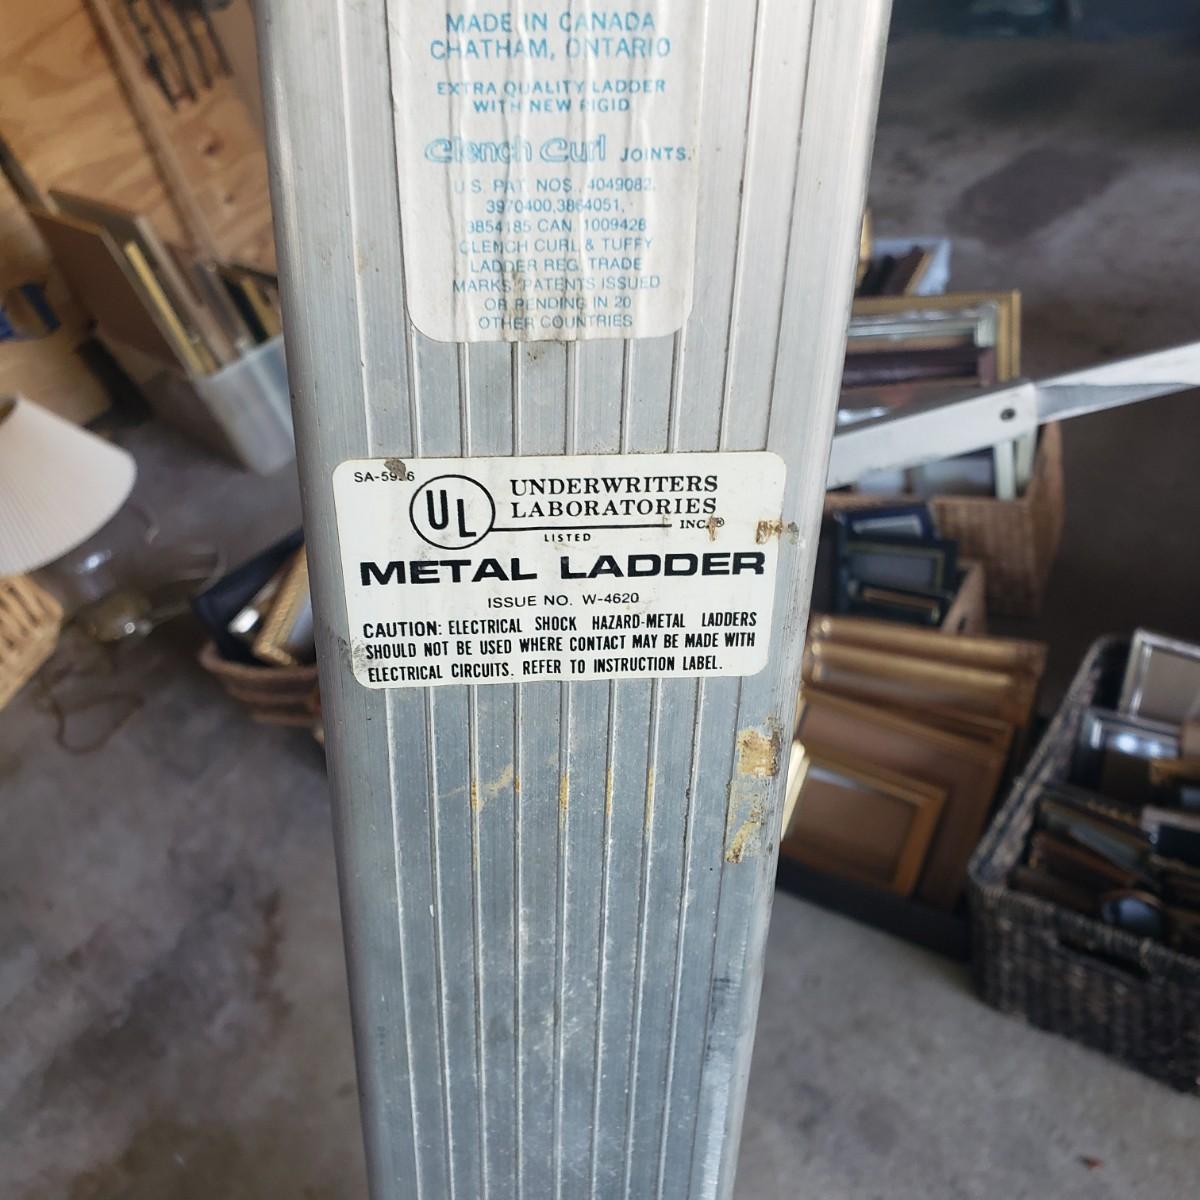 MADE IN CANADA
CHATHAM, ONTARIO
EXTRA QUALITY LADDER
WITH NEW RIGID
Clench Curl JOINTS.
U.S. PAT. NOS. 4049082,
3970400,3864051,
3854185 CAN. 1009426
CLENCH CURL & TUFFY
LADDER REG. TRADE
MARKS. PATENTS ISSUED
OR PENDING IN 20
OTHER COUNTRIES
UL
UNDERWRITERS
LABORATORIES
INC.®
LISTED
METAL LADDER
ISSUE NO. W-4620
CAUTION: ELECTRICAL SHOCK HAZARD-METAL LADDERS
SHOULD NOT BE USED WHERE CONTACT MAY BE MADE WITH
ELECTRICAL CIRCUITS. REFER TO INSTRUCTION LABEL.